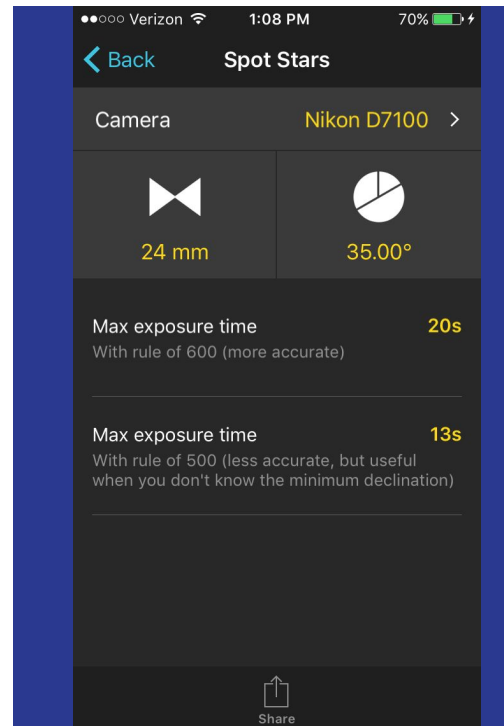 Verizon 1:08 PM 70%
Back Spot Stars
Camera Nikon D7100
24 mm 35.00°
Max exposure time 20s
With rule of 600 (more accurate)
Max exposure time 13s
With rule of 500 (less accurate, but useful
when you don't know the minimum declination)
Share